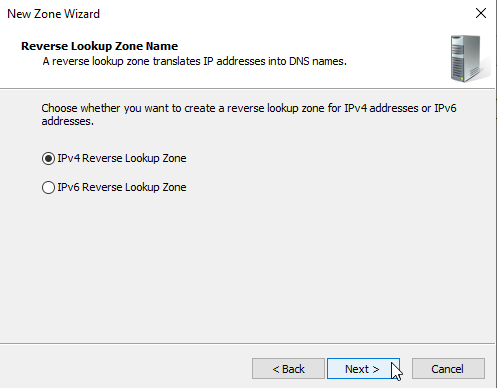 New Zone Wizard
Reverse Lookup Zone Name
A reverse lookup zone translates IP addresses into DNS names.
Choose whether you want to create a reverse lookup zone for IPv4 addresses or IPv6
addresses.
IPv4 Reverse Lookup Zone
IPv6 Reverse Lookup Zone
< Back
Next >
Cancel